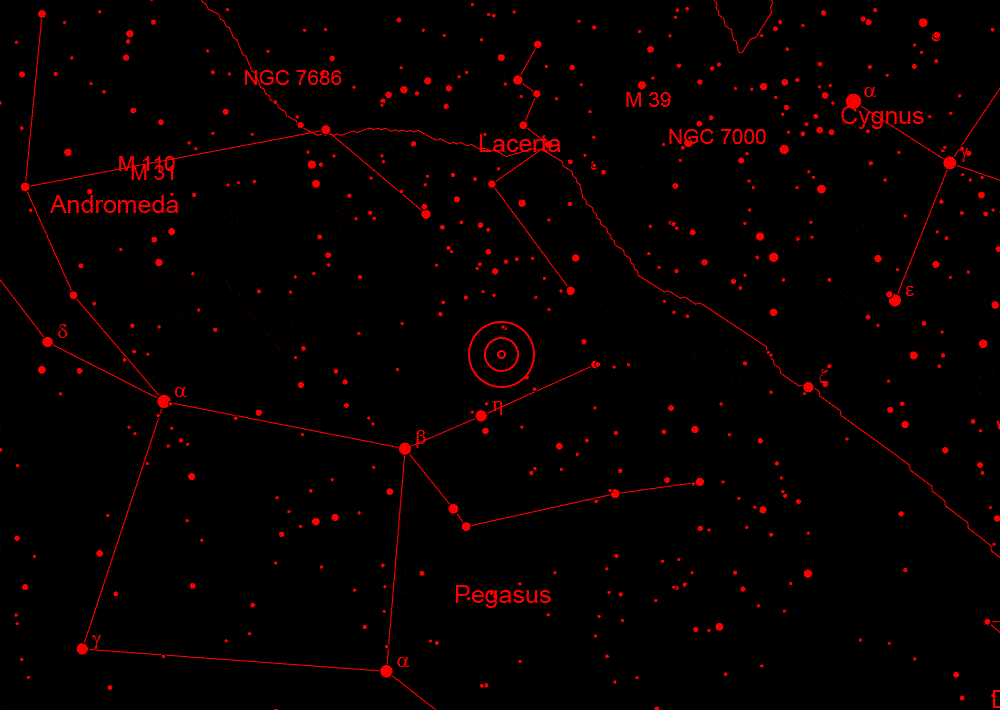 α
NGC 7686
M 39
Cygnus
NGC 7000
Lacerta
γ
M 110
M 31
Andromeda
ε
δ
α
η
β
Pegasus
γ
α